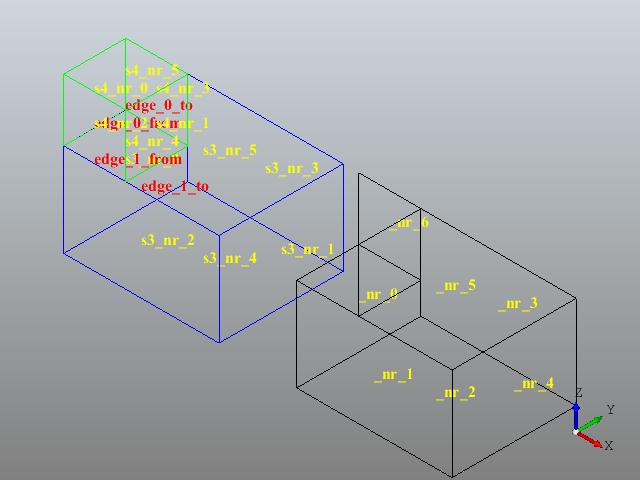 s4_nr_5
s4_nr_0
s4_nr_3
edge_0_to
edge_0_from
s4_nr_1
s4_nr_4
s3_nr_5
edge_1_from
s3_nr_3
edge_1_to
_nr_6
s3_nr_2
s3_nr_1
s3_nr_4
_nr_5
_nr_0
_nr_3
_nr_1
_nr_4
_nr_2
Z
Y
X